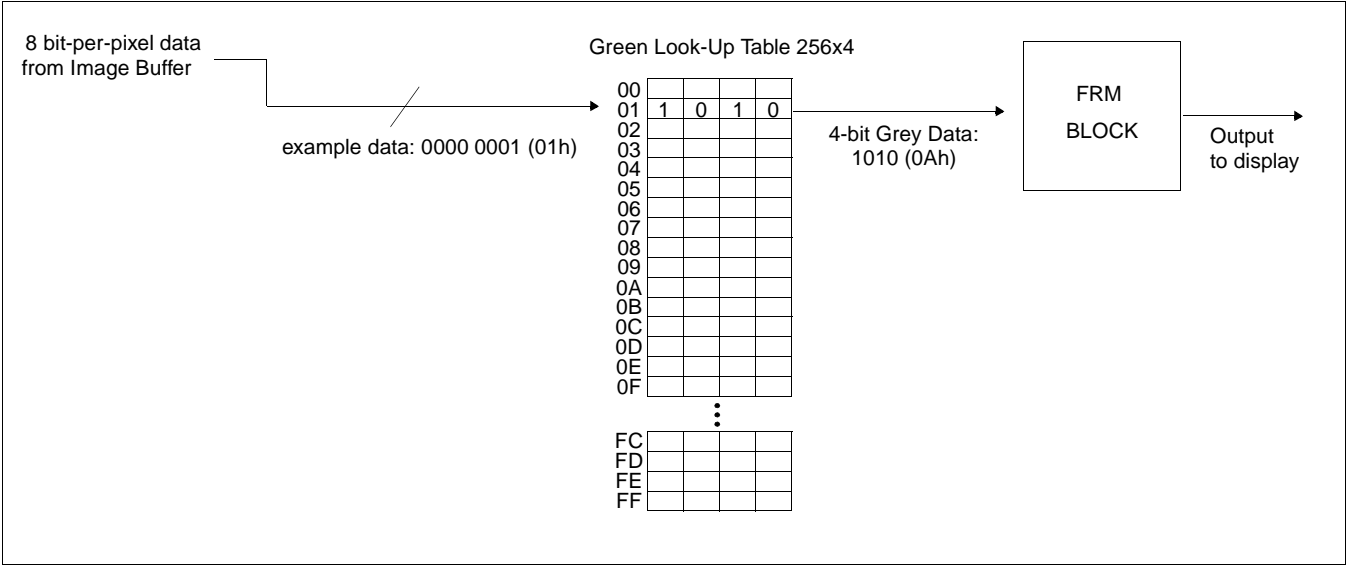 8 bit-per-pixel data
from Image Buffer
Green Look-Up Table 256x4
00
01 1 0 1 0
02
03
04
05
06
07
08
09
0A
0B
0C
0D
0E
0F
FC
FD
FE
FF
example data: 0000 0001 (01h)
4-bit Grey Data:
1010 (0Ah)
FRM
BLOCK
Output
to display